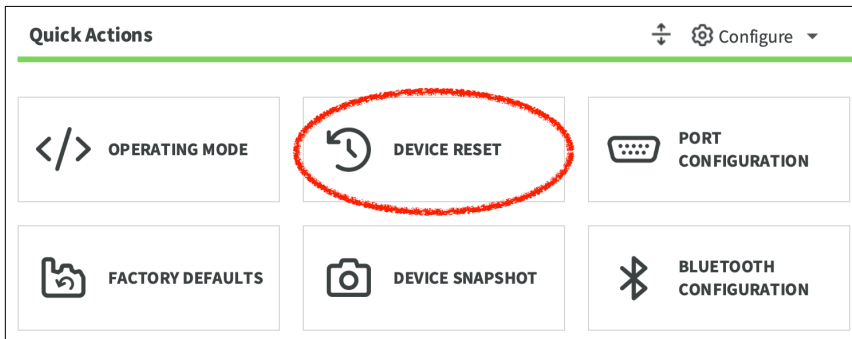 Quick Actions
Configure
OPERATING MODE
DEVICE RESET
PORT
CONFIGURATION
FACTORY DEFAULTS
DEVICE SNAPSHOT
BLUETOOTH
CONFIGURATION